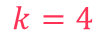 k = 4